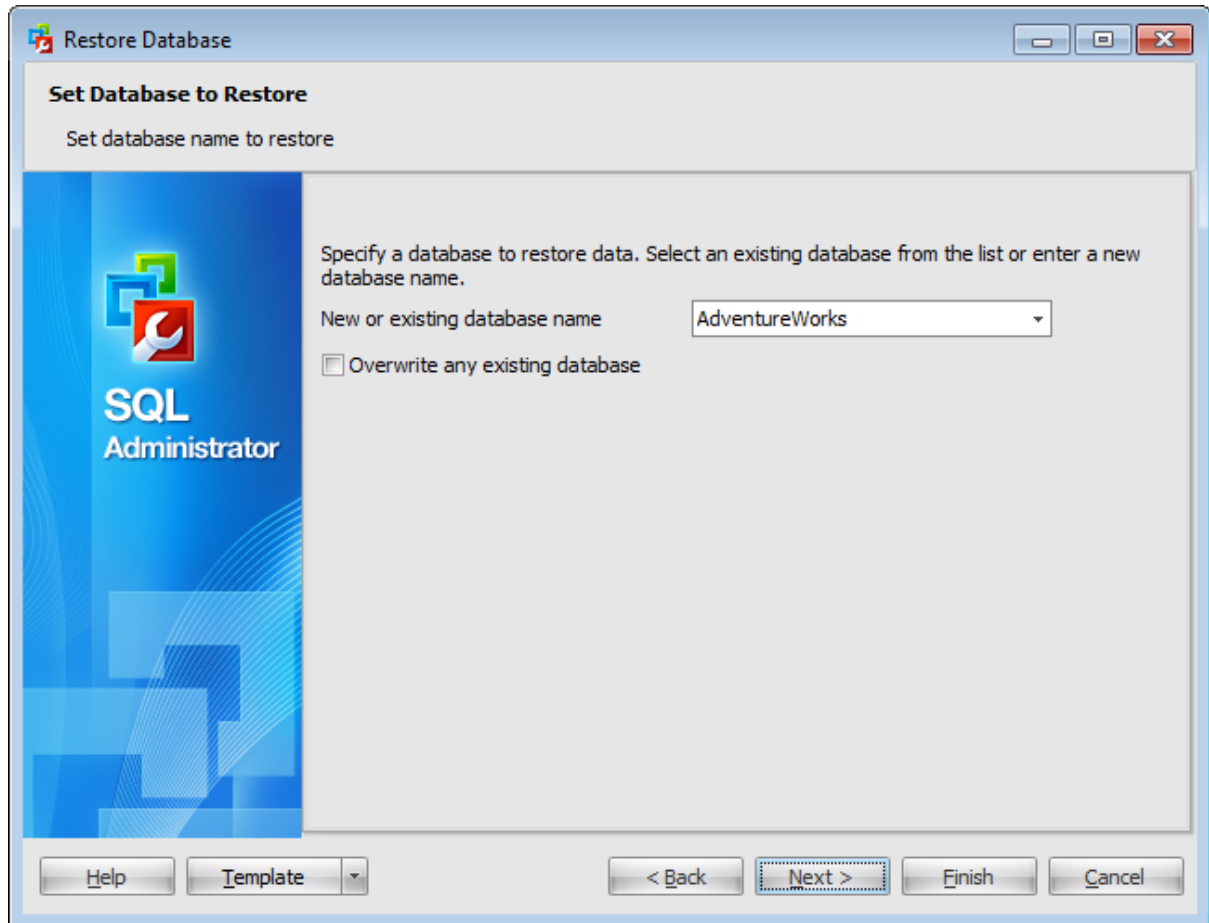 Restore Database
Set Database to Restore
Set database name to restore
SQL
Administrator
Specify a database to restore data. Select an existing database from the list or enter a new
database name.
New or existing database name AdventureWorks
Overwrite any existing database
Help Template < Back Next > Finish Cancel